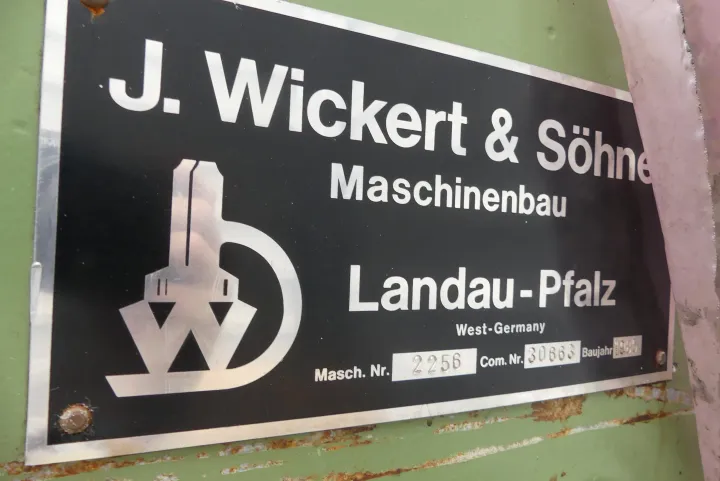 J. Wickert & Söhne
Maschinenbau
Landau-Pfalz
West-Germany
Masch. Nr. 2256 Com. Nr. 30663 Baujahr